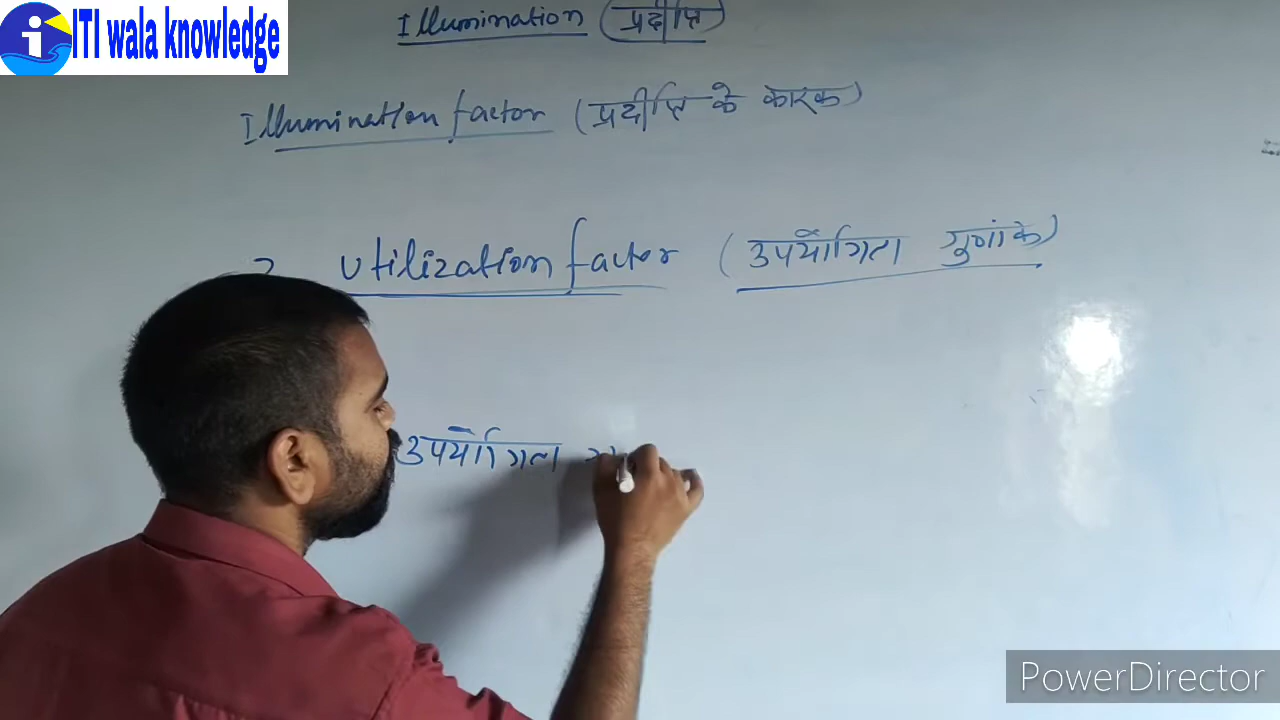 ITI wala knowledge
Illumination (प्रदीप्ति)
Illumination factor (प्रदीप्ति के कारक)
Utilization factor (उपयोगिता गुणांक)
उपयोगिता
PowerDirector